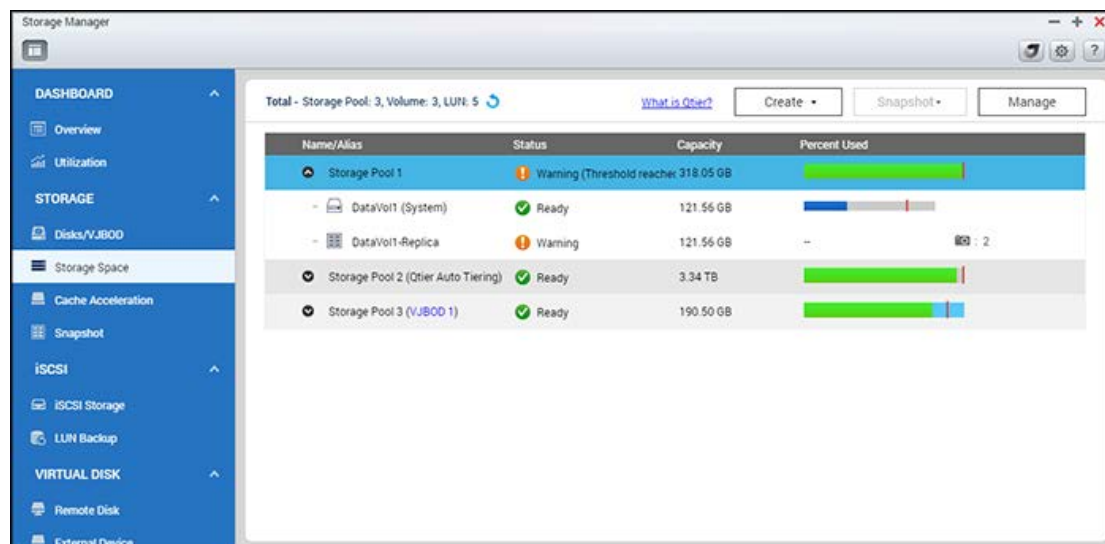 Storage Manager
DASHBOARD
Overview
Utilization
STORAGE
Disks/VJBOD
Storage Space
Cache Acceleration
Snapshot
iSCSI
iSCSI Storage
LUN Backup
VIRTUAL DISK
Remote Disk
External Device
Total - Storage Pool: 3, Volume: 3, LUN: 5
What is Qtier?
Create
Snapshot
Manage
Name/Alias Status Capacity Percent Used
Storage Pool 1 Warning (Threshold reached 318.05 GB
DataVol1 (System) Ready 121.56 GB
DataVol1-Replica Warning 121.56 GB -- : 2
Storage Pool 2 (Qtier Auto Tiering) Ready 3.34 TB
Storage Pool 3 (VJBOD 1) Ready 190.50 GB